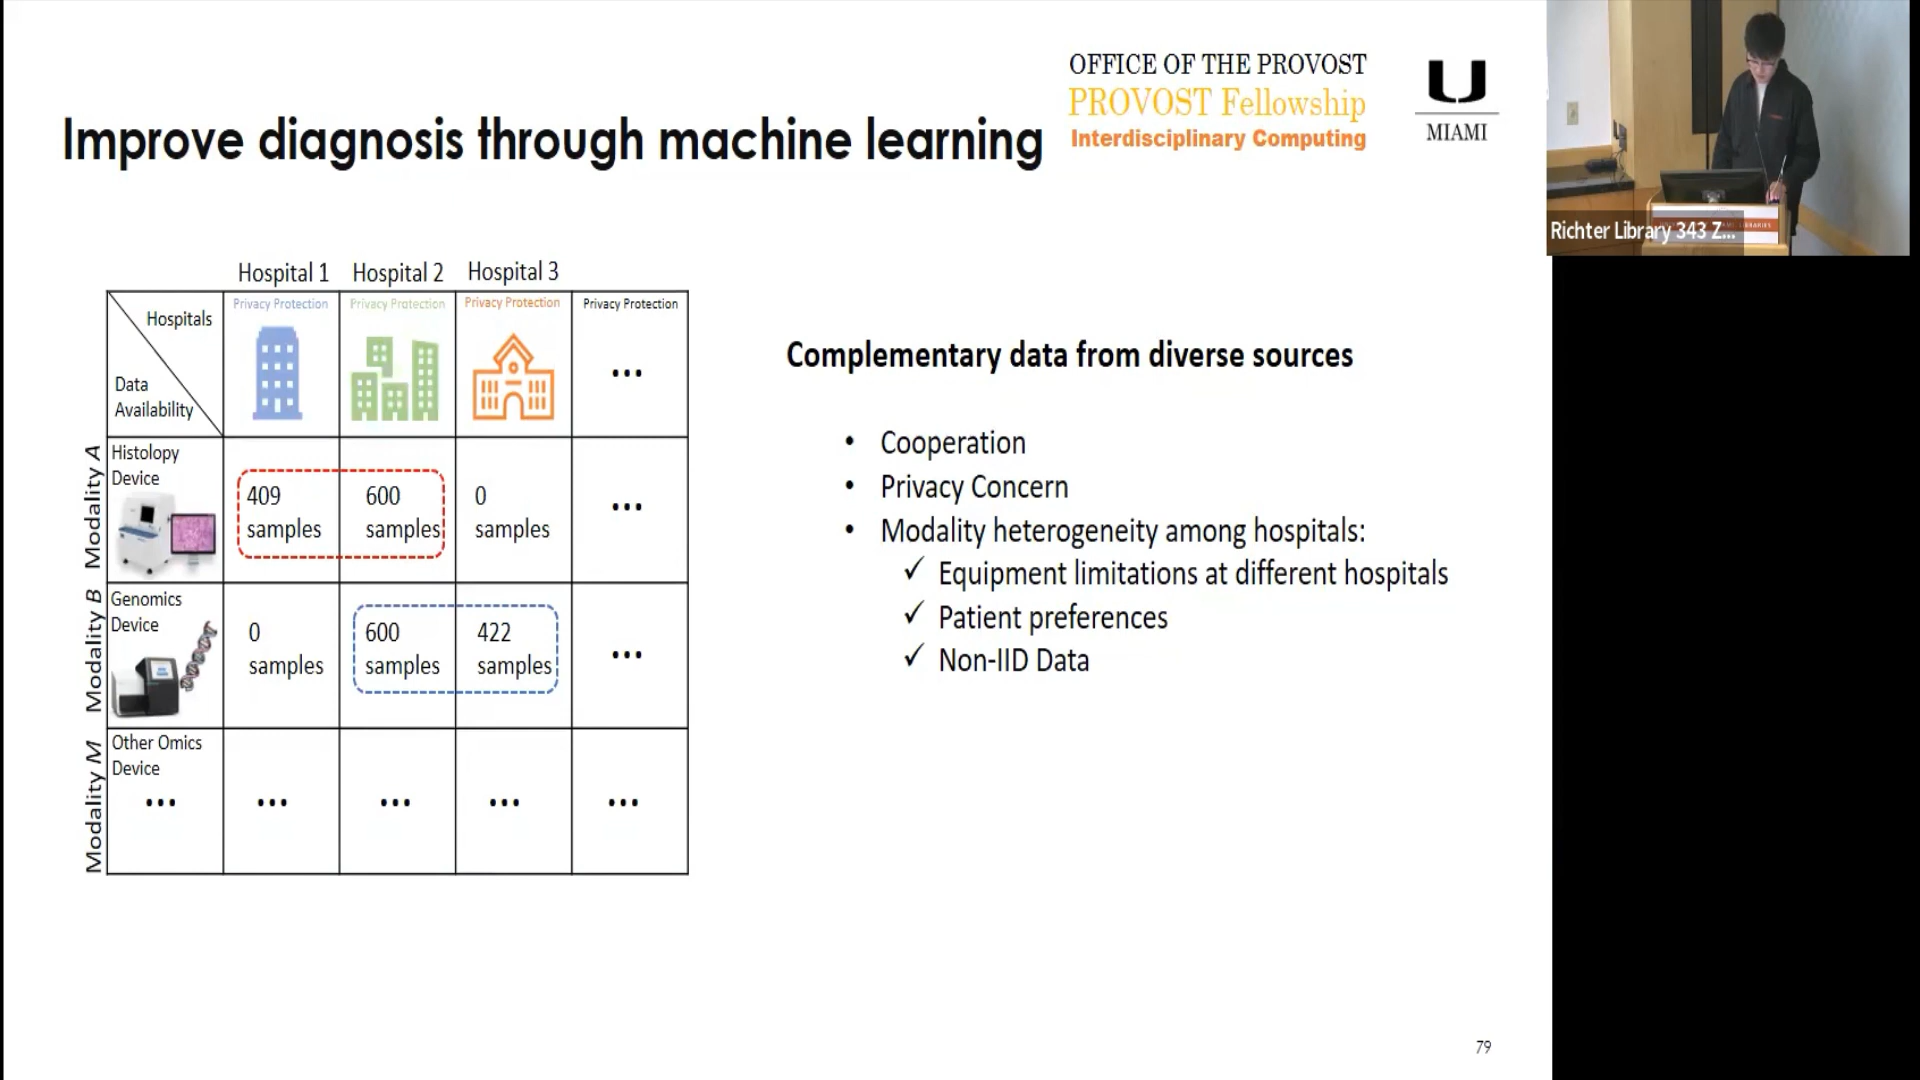 OFFICE OF THE PROVOST
PROVOST Fellowship
Interdisciplinary Computing
U
MIAMI
Improve diagnosis through machine learning
Richter Library 343 Z...
Hospital 1 Hospital 2 Hospital 3
Hospitals
Data
Availability
Privacy Protection Privacy Protection Privacy Protection Privacy Protection
...
Modality A
Histolopy
Device
409
samples
600
samples
0
samples
...
Modality B
Genomics
Device
0
samples
600
samples
422
samples
...
Modality M
Other Omics
Device
... ... ... ... ...
Complementary data from diverse sources
• Cooperation
• Privacy Concern
• Modality heterogeneity among hospitals:
✓ Equipment limitations at different hospitals
✓ Patient preferences
✓ Non-IID Data
79